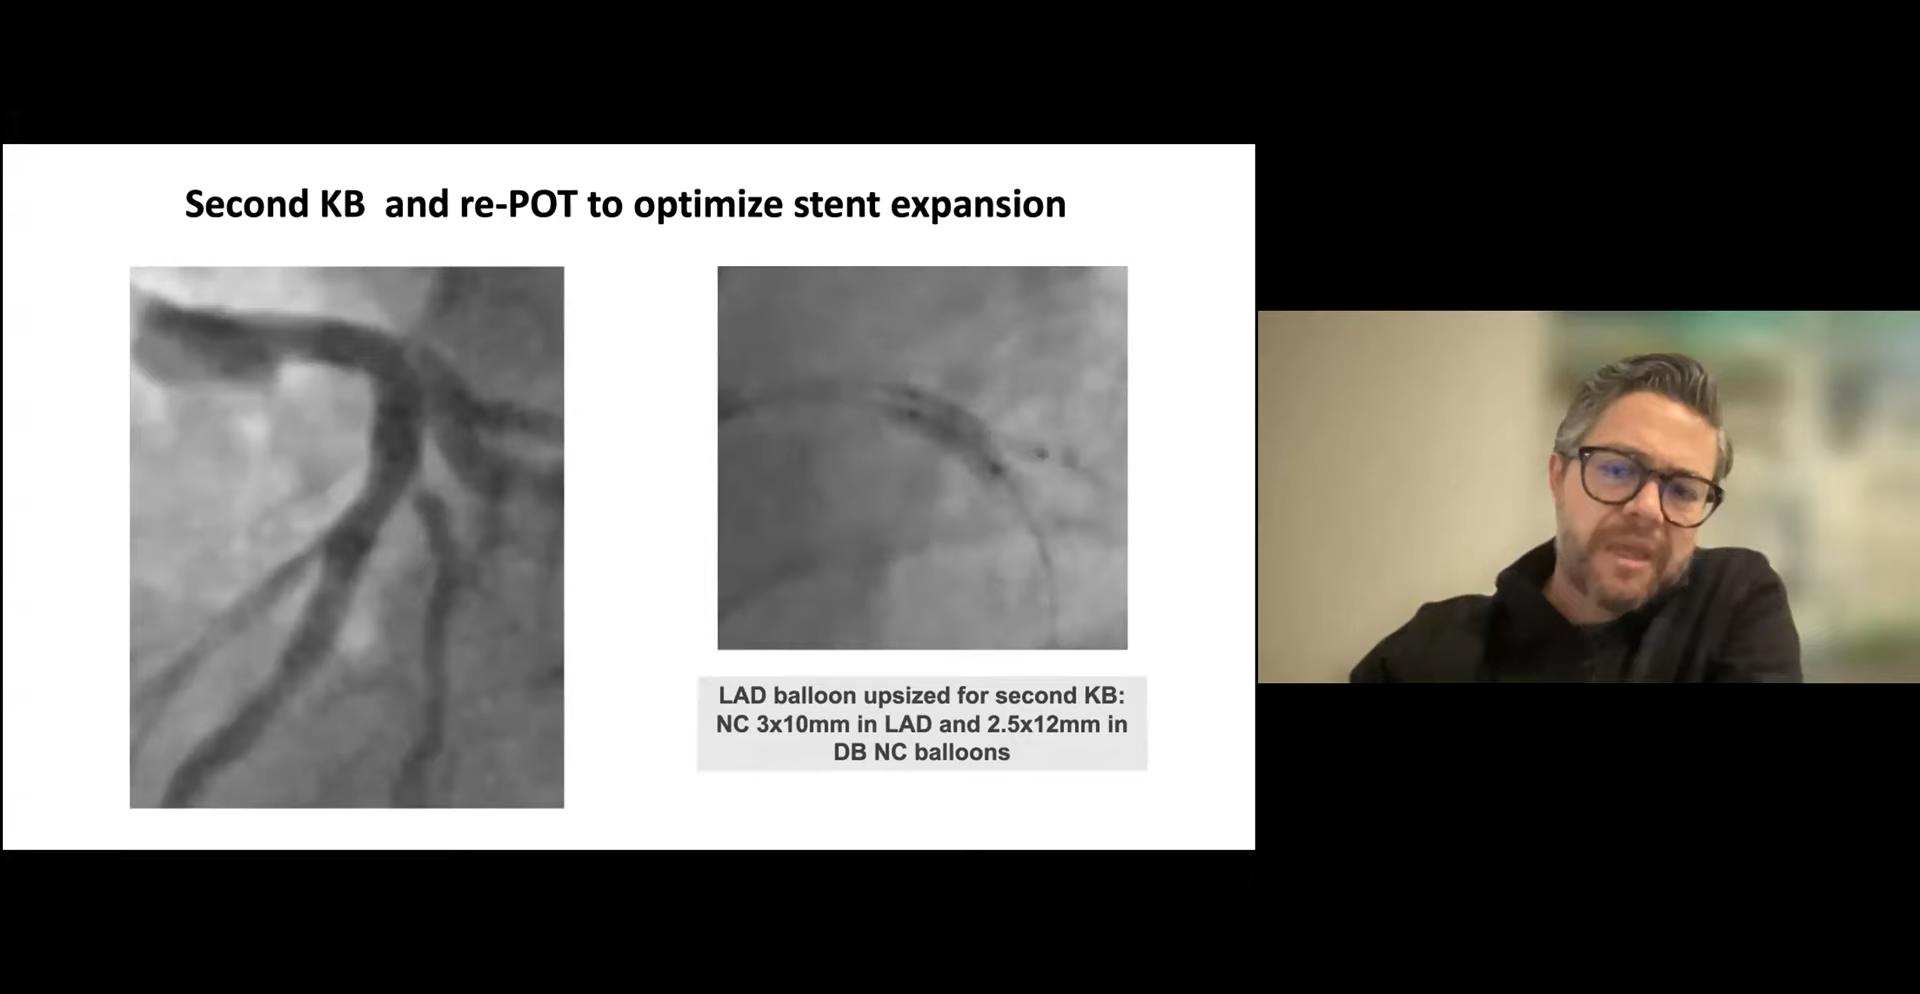 Second KB  and re-POT to optimize stent expansion
LAD balloon upsized for second KB:
NC 3x10mm in LAD and 2.5x12mm in
DB NC balloons